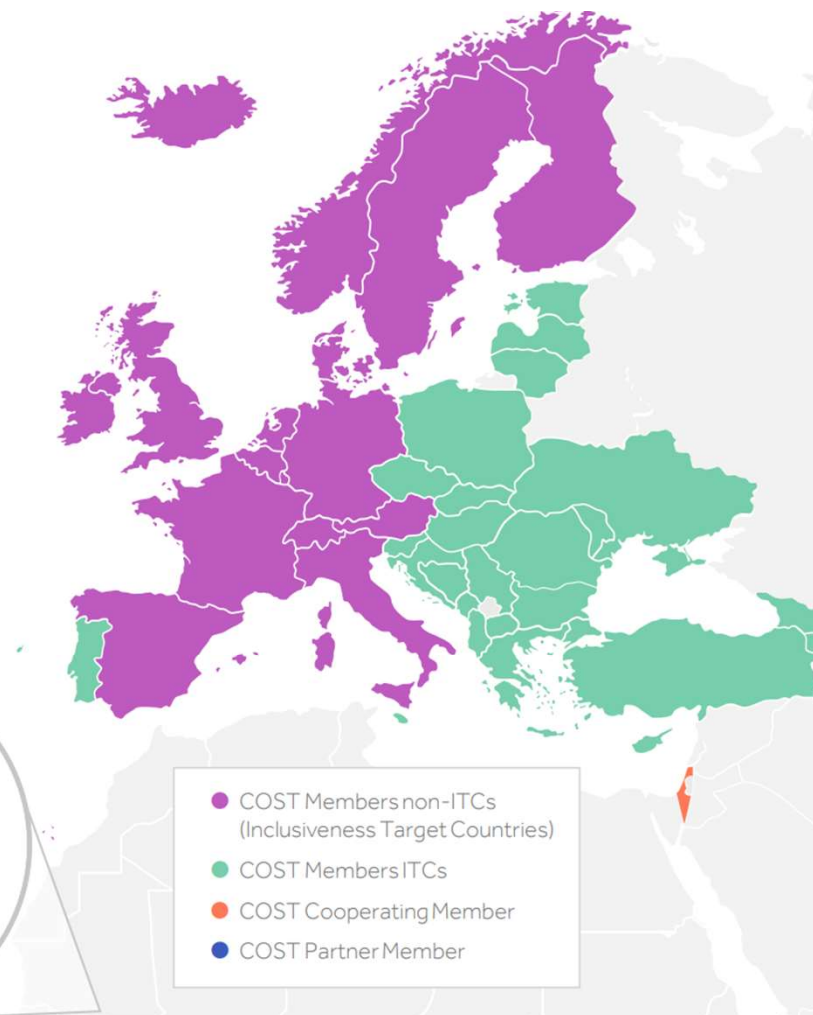 COST Members non-ITCs
(Inclusiveness Target Countries)
COST Members ITCs
COST Cooperating Member
COST Partner Member